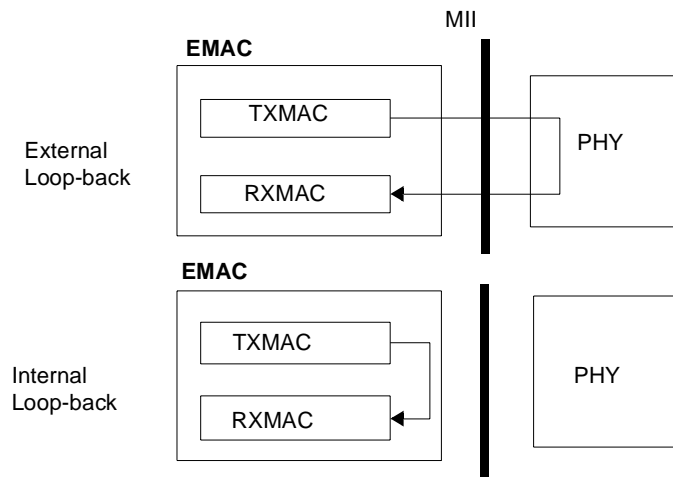 MII
EMAC
TXMAC
External
Loop-back
PHY
RXMAC
EMAC
TXMAC
Internal
Loop-back
PHY
RXMAC